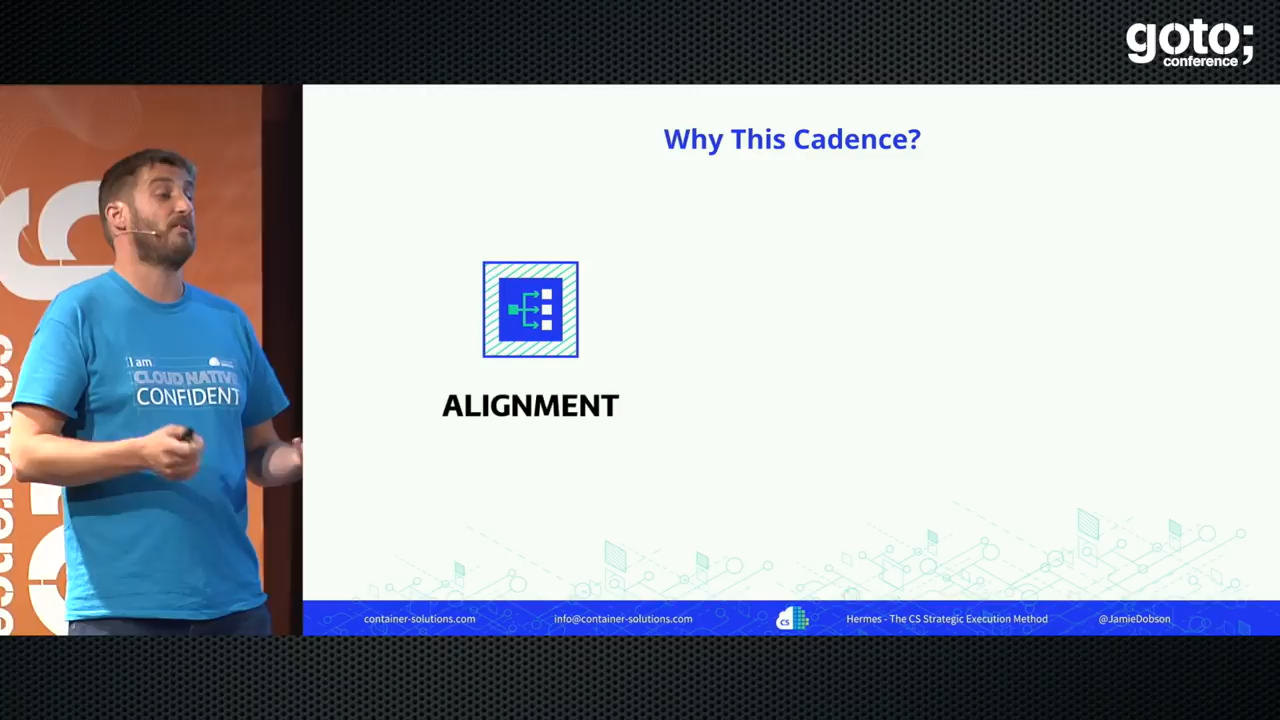 goto;
conference
Why This Cadence?
ALIGNMENT
I am
CLOUD NATIVE
CONFIDENT
container-solutions.com
info@container-solutions.com
CS
Hermes - The CS Strategic Execution Method
@JamieDobson